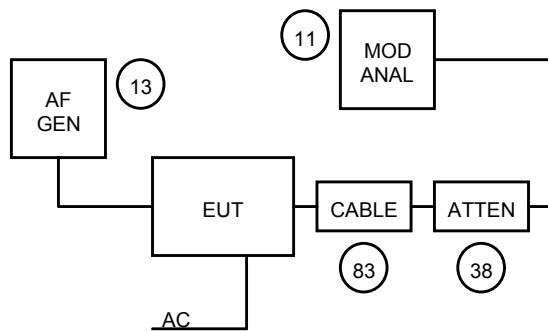 11
MOD
ANAL
AF
GEN
13
EUT
CABLE
ATTEN
83
38
AC